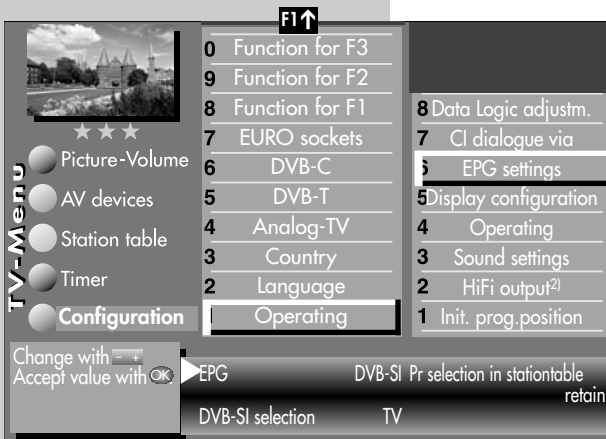 F1↑
0 Function for F3
9 Function for F2
8 Function for F1
7 EURO sockets
6 DVB-C
5 DVB-T
4 Analog-TV
3 Country
2 Language
Operating
8 Data Logic adjustm.
7 CI dialogue via
6 EPG settings
5 Display configuration
4 Operating
3 Sound settings
2 HiFi output2)
1 Init. prog.position
TV-Menu
Picture-Volume
AV devices
Station table
Timer
Configuration
Change with - +
Accept value with OK
EPG DVB-SI Pr selection in stationtable
retain
DVB-SI selection TV